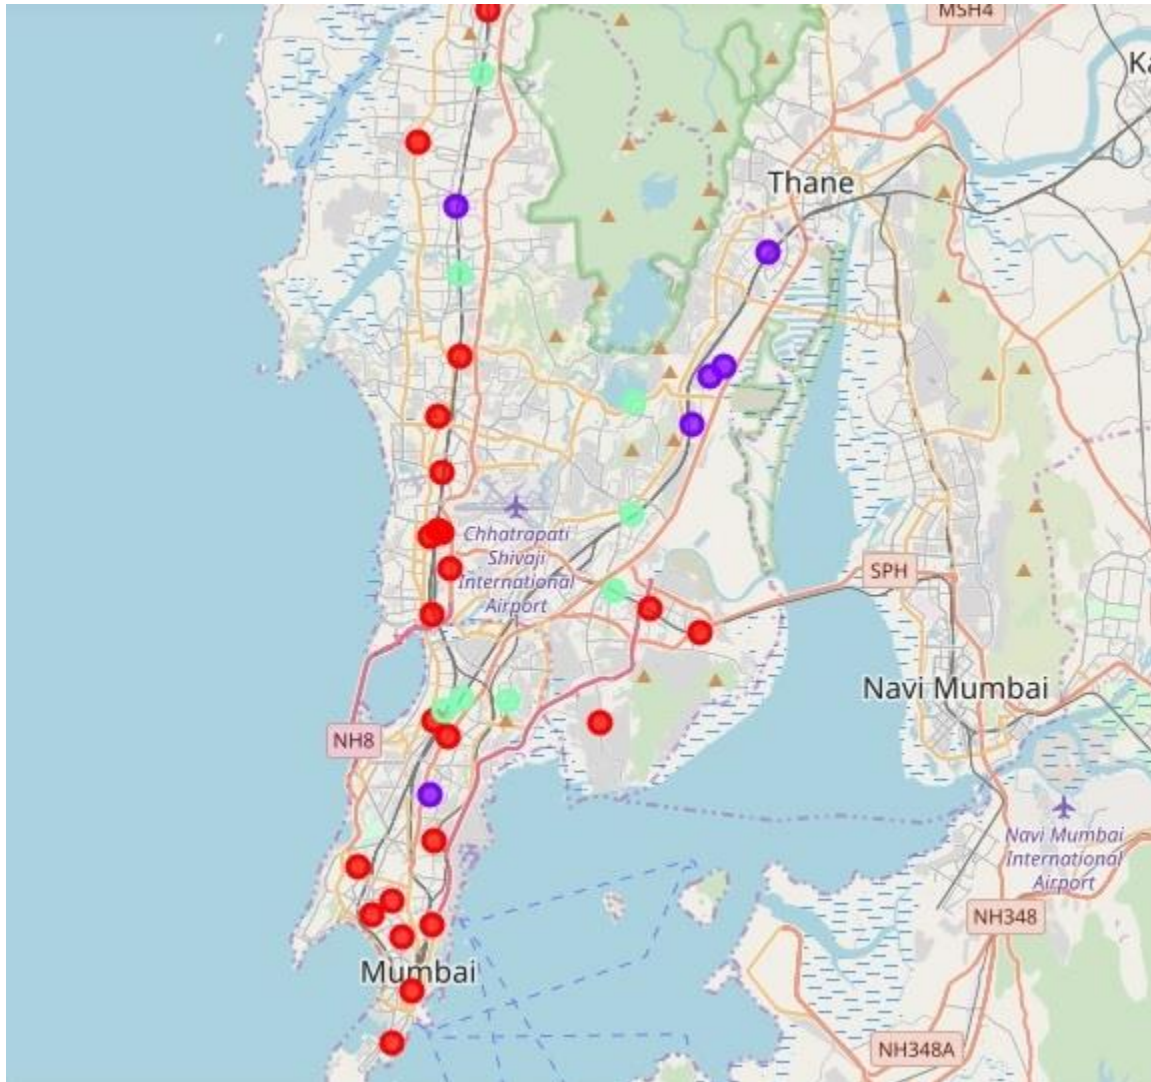 MSH4
Ka
Thane
Chhatrapati
Shivaji
International
Airport
SPH
Navi Mumbai
NH8
Navi Mumbai
International
Airport
NH348
Mumbai
NH348A